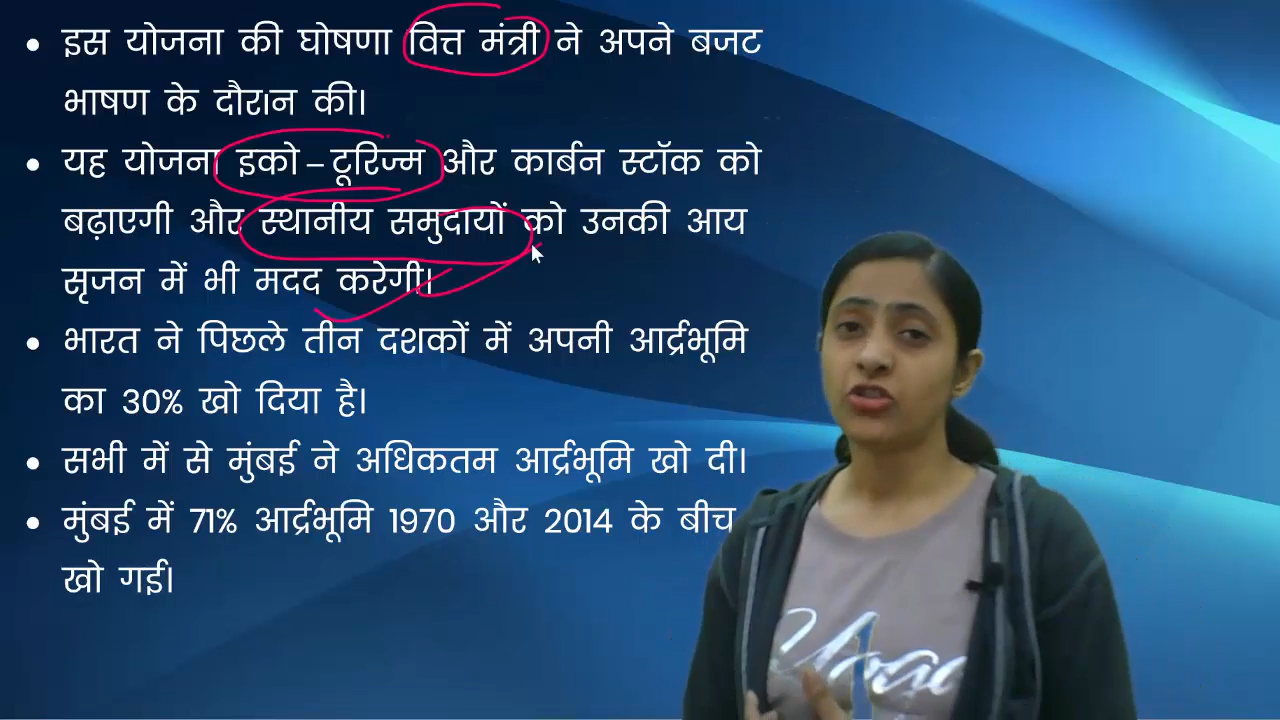 • इस योजना की घोषणा वित्त मंत्री ने अपने बजट
भाषण के दौरान की।
• यह योजना इको–टूरिज्म और कार्बन स्टॉक को
बढ़ाएगी और स्थानीय समुदायों को उनकी आय
सृजन में भी मदद करेगी।
• भारत ने पिछले तीन दशकों में अपनी आर्द्रभूमि
का 30% खो दिया है।
• सभी में से मुंबई ने अधिकतम आर्द्रभूमि खो दी।
• मुंबई में 71% आर्द्रभूमि 1970 और 2014 के बीच
खो गई।